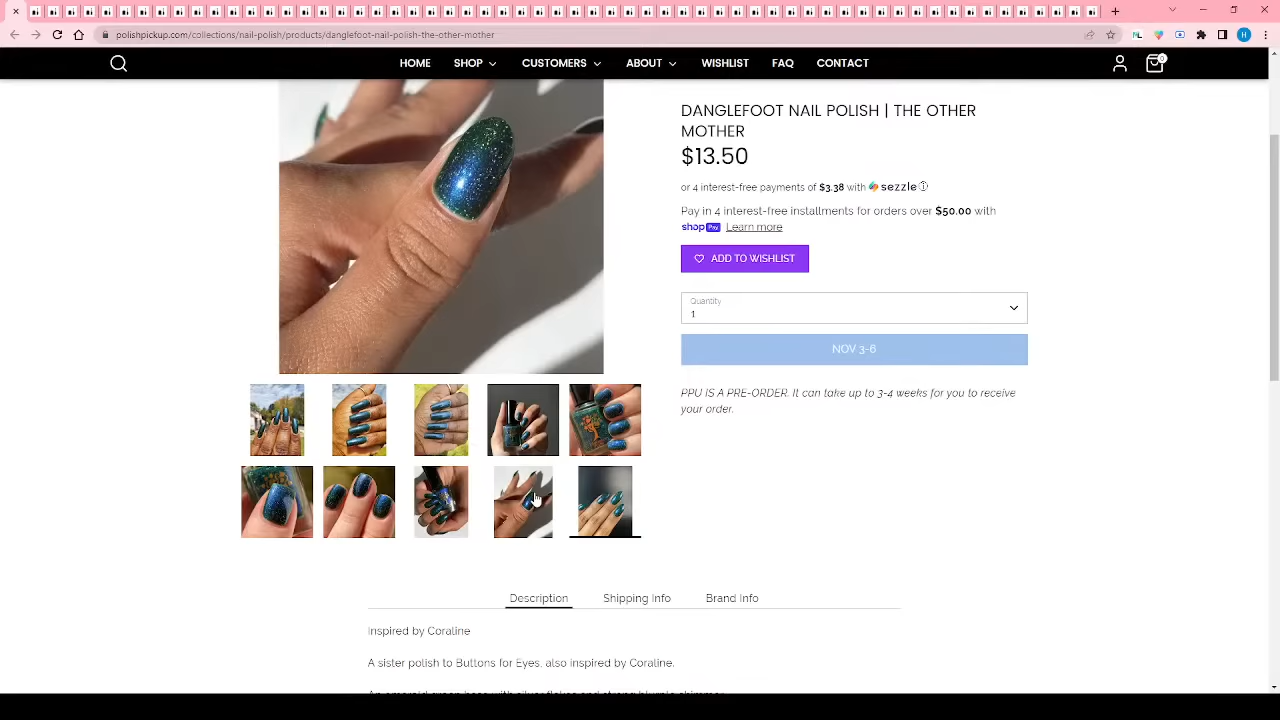 polishpickup.com/collections/nail-polish/products/danglefoot-nail-polish-the-other-mother
HOME
SHOP
CUSTOMERS
ABOUT
WISHLIST
FAQ
CONTACT
0
DANGLEFOOT NAIL POLISH | THE OTHER
MOTHER
$13.50
or 4 interest-free payments of $3.38 with sezzle
Pay in 4 interest-free installments for orders over $50.00 with
shop Pay Learn more
ADD TO WISHLIST
Quantity
1
NOV 3-6
PPU IS A PRE-ORDER. It can take up to 3-4 weeks for you to receive
your order.
Description
Shipping Info
Brand Info
Inspired by Coraline
A sister polish to Buttons for Eyes, also inspired by Coraline.